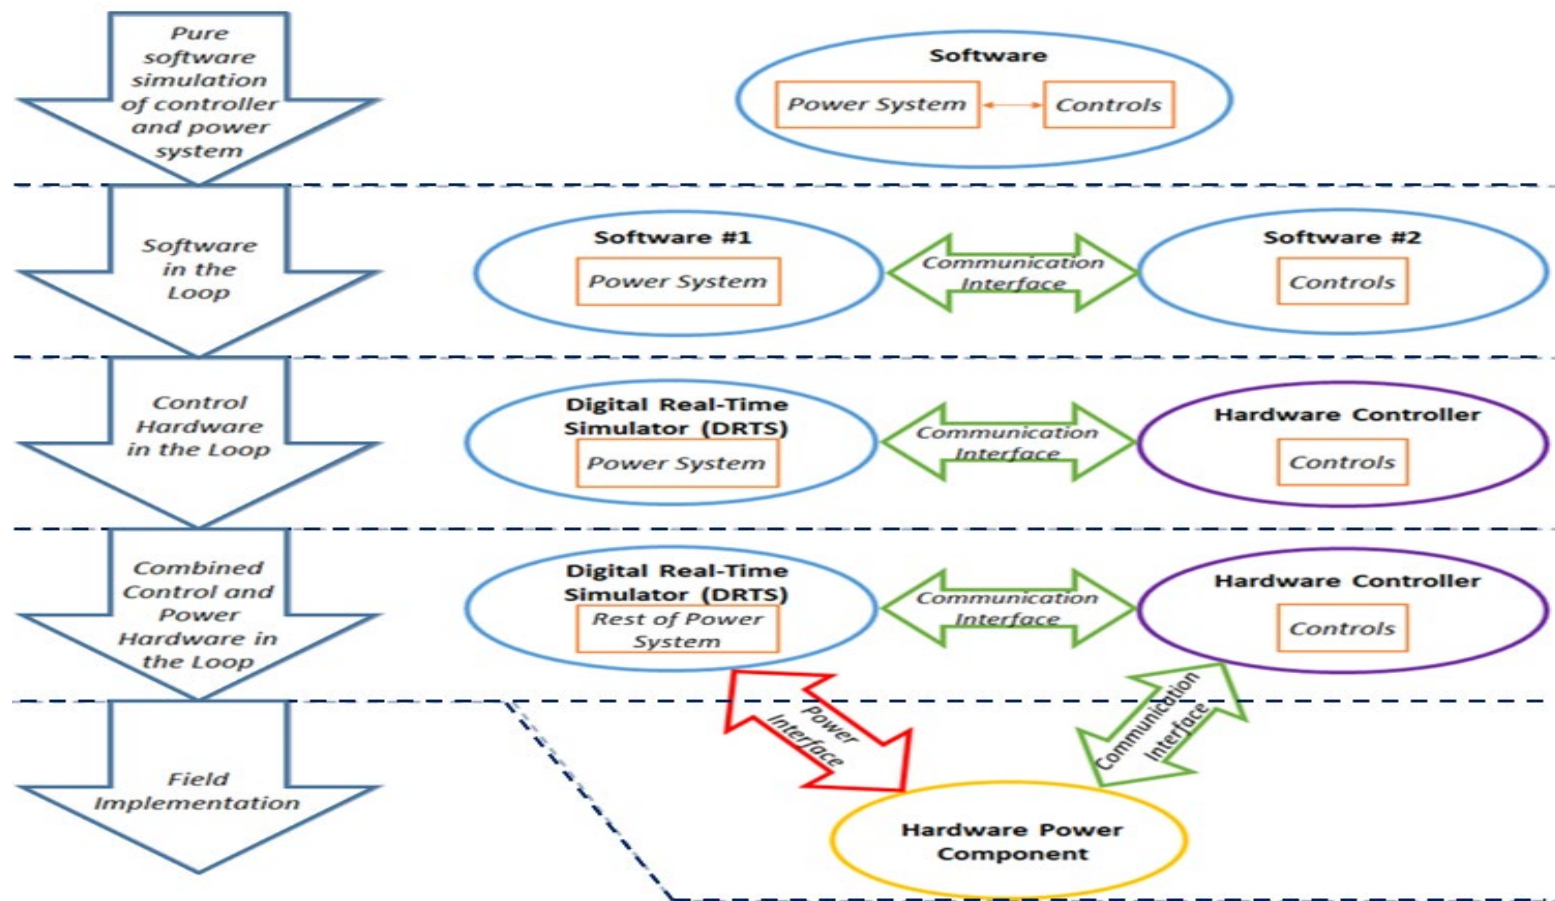 Pure
software
simulation
of controller
and power
system
Software
Power System
Controls
Software
in the
Loop
Software #1
Power System
Communication
Interface
Software #2
Controls
Control
Hardware
in the Loop
Digital Real-Time
Simulator (DRTS)
Power System
Communication
Interface
Hardware Controller
Controls
Combined
Control and
Power
Hardware in
the Loop
Digital Real-Time
Simulator (DRTS)
Rest of Power
System
Communication
Interface
Hardware Controller
Controls
Power
Interface
Communication
Interface
Field
Implementation
Hardware Power
Component